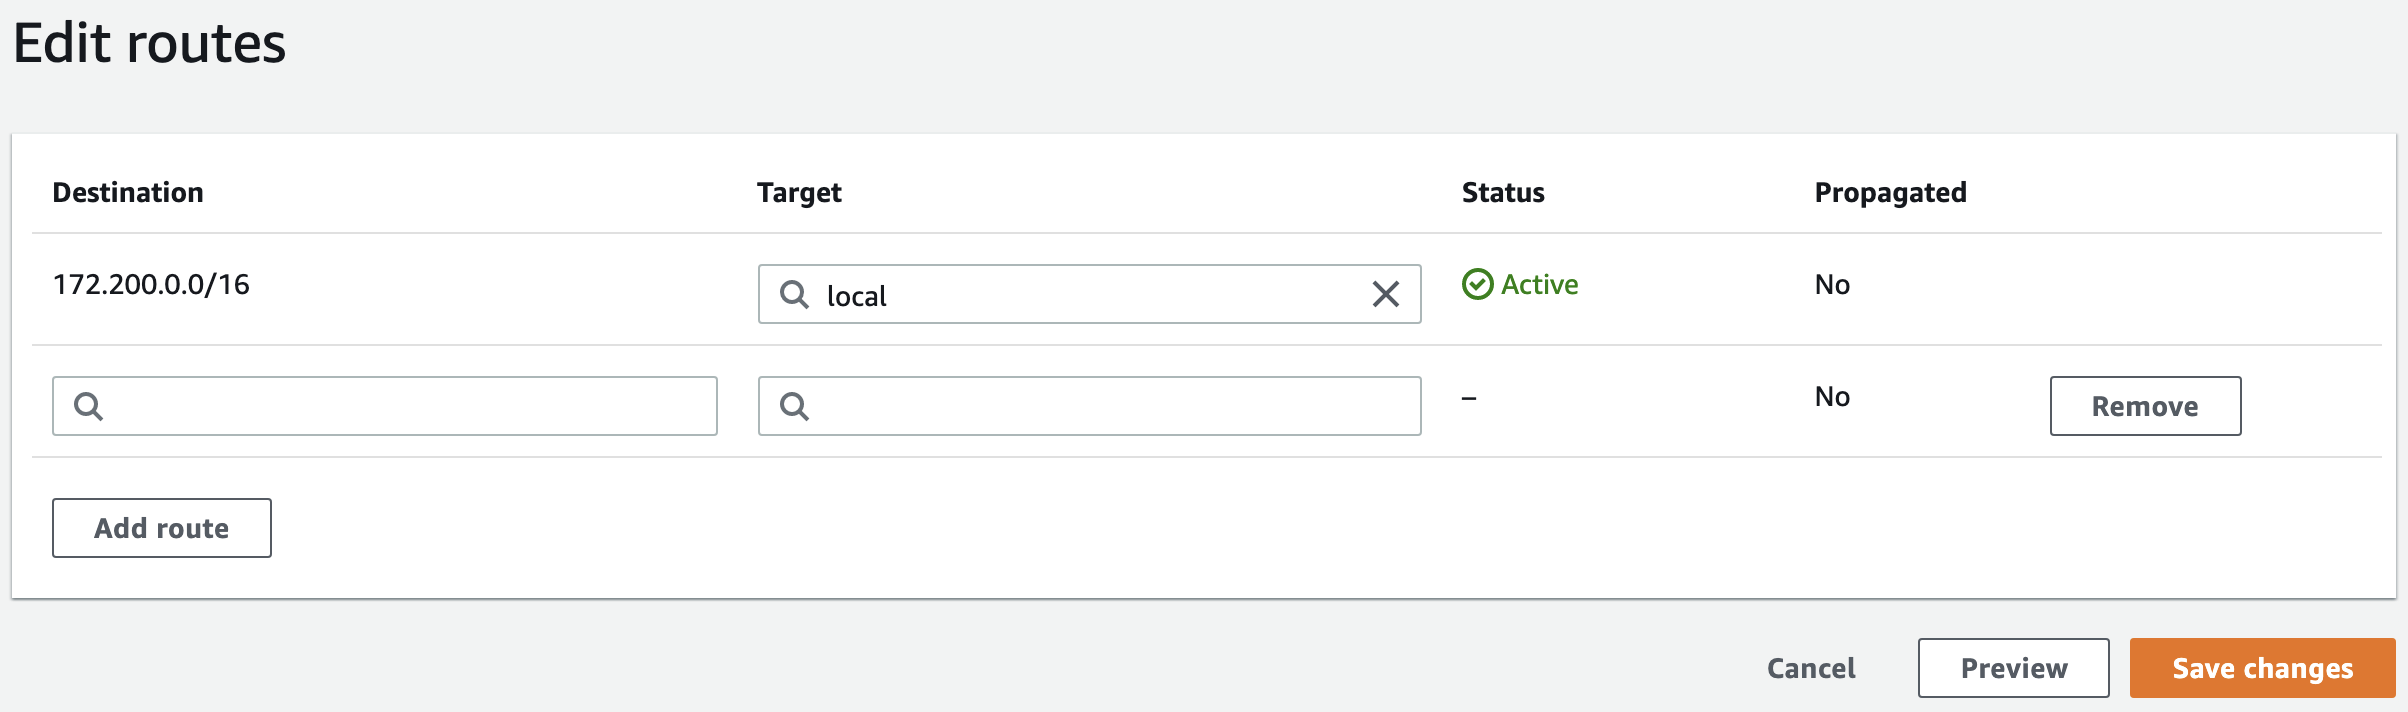 Edit routes
Destination Target Status Propagated
172.200.0.0/16 local Active No
– No Remove
Add route
Cancel Preview Save changes